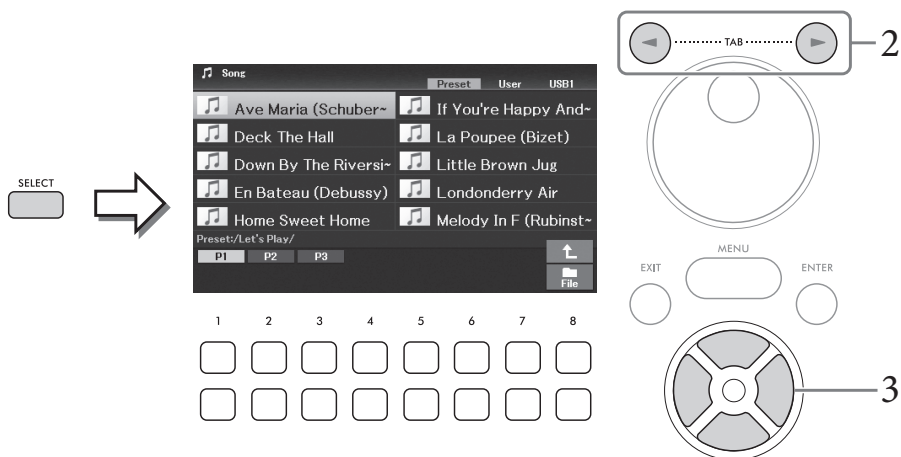 SELECT
Song
Preset User USB1
Ave Maria (Schuber~ If You're Happy And~
Deck The Hall La Poupee (Bizet)
Down By The Riversi~ Little Brown Jug
En Bateau (Debussy) Londonderry Air
Home Sweet Home Melody In F (Rubinst~
Preset:/Let's Play/
P1 P2 P3
File
1 2 3 4 5 6 7 8
TAB
2
MENU
EXIT ENTER
3